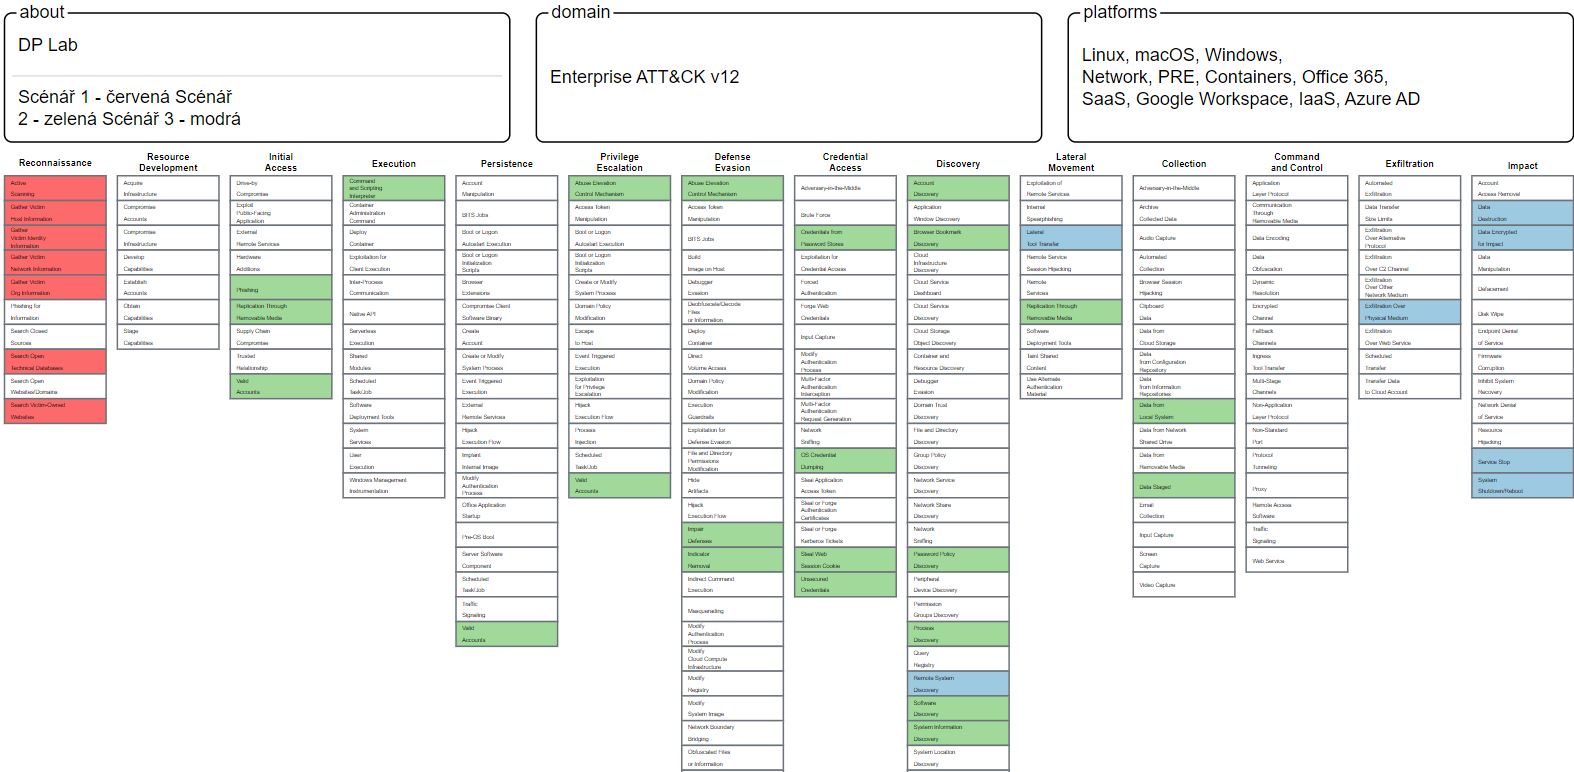 about
DP Lab
Scénář 1 - červená Scénář
2 - zelená Scénář 3 - modrá
domain
Enterprise ATT&CK v12
platforms
Linux, macOS, Windows,
Network, PRE, Containers, Office 365,
SaaS, Google Workspace, IaaS, Azure AD
Reconnaissance
Active
Scanning
Gather Victim
Host Information
Gather
Victim Identity
Information
Gather Victim
Network Information
Gather Victim
Org Information
Phishing for
Information
Search Closed
Sources
Search Open
Technical Databases
Search Open
Websites/Domains
Search Victim-Owned
Websites
Resource
Development
Acquire
Infrastructure
Compromise
Accounts
Compromise
Infrastructure
Develop
Capabilities
Establish
Accounts
Obtain
Capabilities
Stage
Capabilities
Initial
Access
Drive-by
Compromise
Exploit
Public-Facing
Application
External
Remote Services
Hardware
Additions
Phishing
Replication Through
Removable Media
Supply Chain
Compromise
Trusted
Relationship
Valid
Accounts
Execution
Command
and Scripting
Interpreter
Container
Administration
Command
Deploy
Container
Exploitation for
Client Execution
Inter-Process
Communication
Native API
Serverless
Execution
Shared
Modules
Scheduled
Task/Job
Software
Deployment Tools
System
Services
User
Execution
Windows Management
Instrumentation
Persistence
Account
Manipulation
BITS Jobs
Boot or Logon
Autostart Execution
Boot or Logon
Initialization
Scripts
Browser
Extensions
Compromise Client
Software Binary
Create
Account
Create or Modify
System Process
Event Triggered
Execution
External
Remote Services
Hijack
Execution Flow
Implant
Internal Image
Modify
Authentication
Process
Office Application
Startup
Pre-OS Boot
Server Software
Component
Scheduled
Task/Job
Traffic
Signaling
Valid
Accounts
Privilege
Escalation
Abuse Elevation
Control Mechanism
Access Token
Manipulation
Boot or Logon
Autostart Execution
Boot or Logon
Initialization
Scripts
Create or Modify
System Process
Domain Policy
Modification
Escape
to Host
Event Triggered
Execution
Exploitation
for Privilege
Escalation
Hijack
Execution Flow
Process
Injection
Scheduled
Task/Job
Valid
Accounts
Defense
Evasion
Abuse Elevation
Control Mechanism
Access Token
Manipulation
BITS Jobs
Build
Image on Host
Debugger
Evasion
Deobfuscate/Decode
Files
or Information
Deploy
Container
Direct
Volume Access
Domain Policy
Modification
Execution
Guardrails
Exploitation for
Defense Evasion
File and Directory
Permissions
Modification
Hide
Artifacts
Hijack
Execution Flow
Impair
Defenses
Indicator
Removal
Indirect Command
Execution
Masquerading
Modify
Authentication
Process
Modify
Cloud Compute
Infrastructure
Modify
Registry
Modify
System Image
Network Boundary
Bridging
Obfuscated Files
or Information
Credential
Access
Adversary-in-the-Middle
Brute Force
Credentials from
Password Stores
Exploitation for
Credential Access
Forced
Authentication
Forge Web
Credentials
Input Capture
Modify
Authentication
Process
Multi-Factor
Authentication
Interception
Multi-Factor
Authentication
Request Generation
Network
Sniffing
OS Credential
Dumping
Steal Application
Access Token
Steal or Forge
Authentication
Certificates
Steal or Forge
Kerberos Tickets
Steal Web
Session Cookie
Unsecured
Credentials
Discovery
Account
Discovery
Application
Window Discovery
Browser Bookmark
Discovery
Cloud
Infrastructure
Discovery
Cloud Service
Dashboard
Cloud Service
Discovery
Cloud Storage
Object Discovery
Container and
Resource Discovery
Debugger
Evasion
Domain Trust
Discovery
File and Directory
Discovery
Group Policy
Discovery
Network Service
Discovery
Network Share
Discovery
Network
Sniffing
Password Policy
Discovery
Peripheral
Device Discovery
Permission
Groups Discovery
Process
Discovery
Query
Registry
Remote System
Discovery
Software
Discovery
System Information
Discovery
System Location
Discovery
Lateral
Movement
Exploitation of
Remote Services
Internal
Spearphishing
Lateral
Tool Transfer
Remote Service
Session Hijacking
Remote
Services
Replication Through
Removable Media
Software
Deployment Tools
Taint Shared
Content
Use Alternate
Authentication
Material
Collection
Adversary-in-the-Middle
Archive
Collected Data
Audio Capture
Automated
Collection
Browser Session
Hijacking
Clipboard
Data
Data from
Cloud Storage
Data
from Configuration
Repository
Data
from Information
Repositories
Data from
Local System
Data from Network
Shared Drive
Data from
Removable Media
Data Staged
Email
Collection
Input Capture
Screen
Capture
Video Capture
Command
and Control
Application
Layer Protocol
Communication
Through
Removable Media
Data Encoding
Data
Obfuscation
Dynamic
Resolution
Encrypted
Channel
Fallback
Channels
Ingress
Tool Transfer
Multi-Stage
Channels
Non-Application
Layer Protocol
Non-Standard
Port
Protocol
Tunneling
Proxy
Remote Access
Software
Traffic
Signaling
Web Service
Exfiltration
Automated
Exfiltration
Data Transfer
Size Limits
Exfiltration
Over Alternative
Protocol
Exfiltration
Over C2 Channel
Exfiltration
Over Other
Network Medium
Exfiltration Over
Physical Medium
Exfiltration
Over Web Service
Scheduled
Transfer
Transfer Data
to Cloud Account
Impact
Account
Access Removal
Data
Destruction
Data Encrypted
for Impact
Data
Manipulation
Defacement
Disk Wipe
Endpoint Denial
of Service
Firmware
Corruption
Inhibit System
Recovery
Network Denial
of Service
Resource
Hijacking
Service Stop
System
Shutdown/Reboot